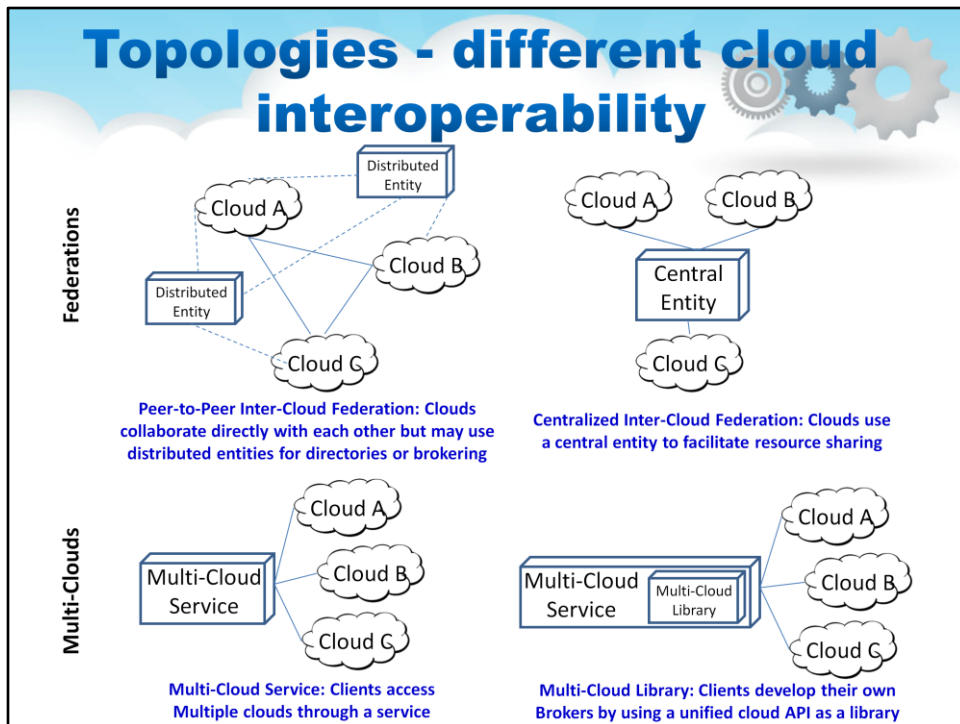 Topologies - different cloud
interoperability
Federations
Distributed
Entity
Cloud A
Cloud B
Distributed
Entity
Cloud C
Peer-to-Peer Inter-Cloud Federation: Clouds
collaborate directly with each other but may use
distributed entities for directories or brokering
Cloud A
Cloud B
Central
Entity
Cloud C
Centralized Inter-Cloud Federation: Clouds use
a central entity to facilitate resource sharing
Multi-Clouds
Cloud A
Multi-Cloud
Service
Cloud B
Cloud C
Multi-Cloud Service: Clients access
Multiple clouds through a service
Cloud A
Multi-Cloud
Service
Multi-Cloud
Library
Cloud B
Cloud C
Multi-Cloud Library: Clients develop their own
Brokers by using a unified cloud API as a library